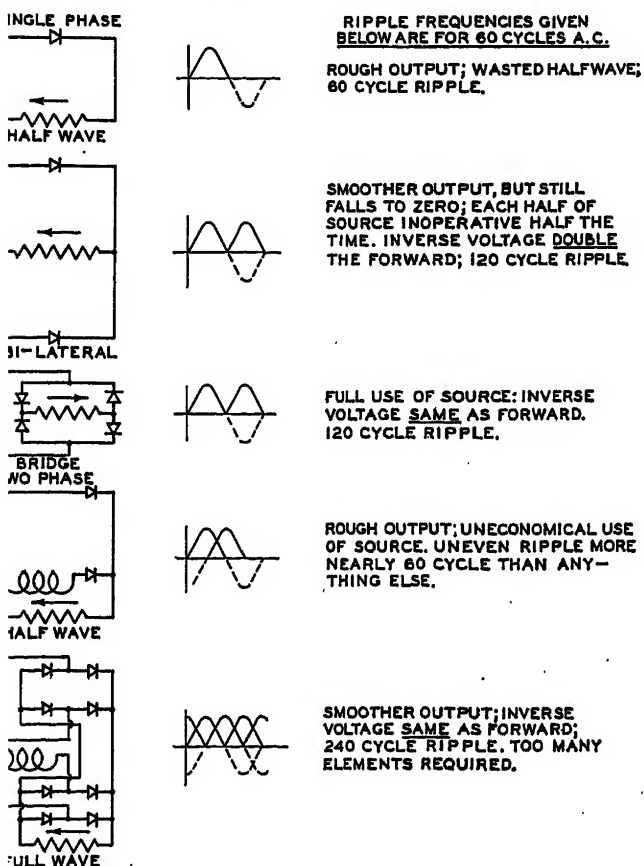 INGLE PHASE
RIPPLE FREQUENCIES GIVEN
BELOW ARE FOR 60 CYCLES A.C.
ROUGH OUTPUT; WASTED HALFWAVE;
60 CYCLE RIPPLE.
HALF WAVE
SMOOTHER OUTPUT, BUT STILL
FALLS TO ZERO; EACH HALF OF
SOURCE INOPERATIVE HALF THE
TIME. INVERSE VOLTAGE DOUBLE
THE FORWARD; 120 CYCLE RIPPLE.
BI-LATERAL
FULL USE OF SOURCE: INVERSE
VOLTAGE SAME AS FORWARD.
120 CYCLE RIPPLE.
BRIDGE
WO PHASE
ROUGH OUTPUT; UNECONOMICAL USE
OF SOURCE. UNEVEN RIPPLE MORE
NEARLY 60 CYCLE THAN ANY-
THING ELSE.
HALF WAVE
SMOOTHER OUTPUT; INVERSE
VOLTAGE SAME AS FORWARD;
240 CYCLE RIPPLE. TOO MANY
ELEMENTS REQUIRED.
FULL WAVE